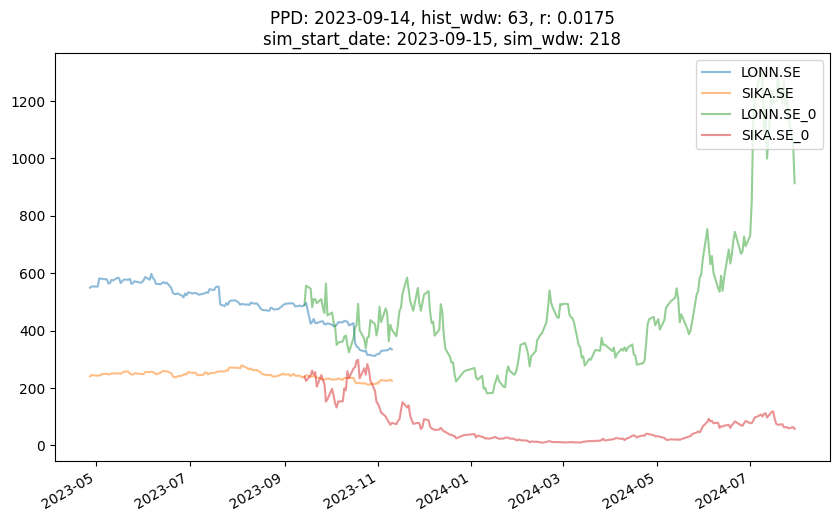 PPD: 2023-09-14, hist_wdw: 63, r: 0.0175
sim_start_date: 2023-09-15, sim_wdw: 218
LONN.SE
SIKA.SE
LONN.SE_0
SIKA.SE_0
1200
1000
800
600
400
200
0
2023-05
2023-07
2023-09
2023-11
2024-01
2024-03
2024-05
2024-07